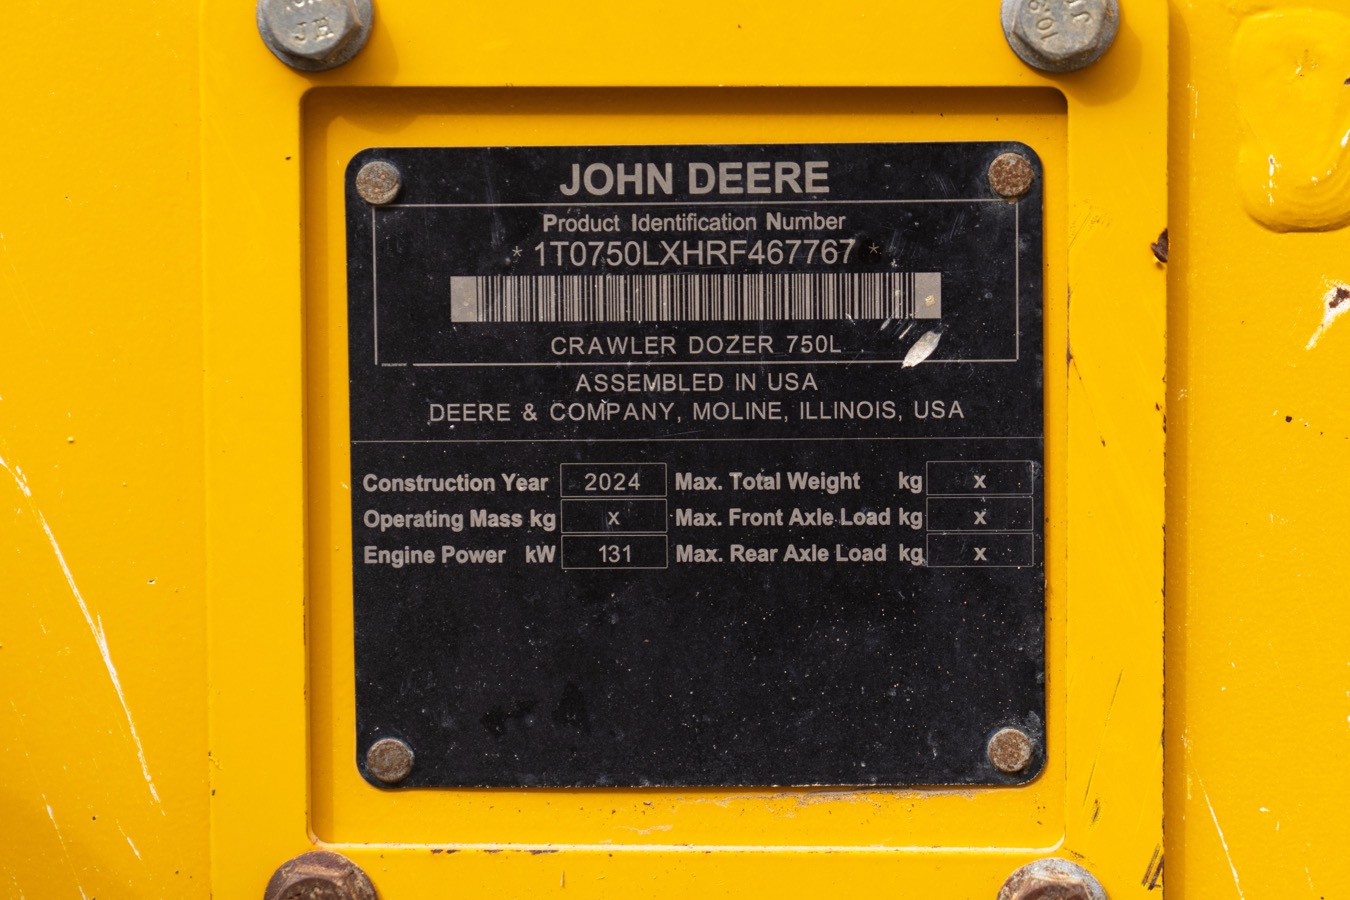 JH
109
JOHN DEERE
Product Identification Number
* 1T0750LXHRF467767 *
CRAWLER DOZER 750L
ASSEMBLED IN USA
DEERE & COMPANY, MOLINE, ILLINOIS, USA
Construction Year 2024 Max. Total Weight kg x
Operating Mass kg x Max. Front Axle Load kg x
Engine Power kW 131 Max. Rear Axle Load kg x